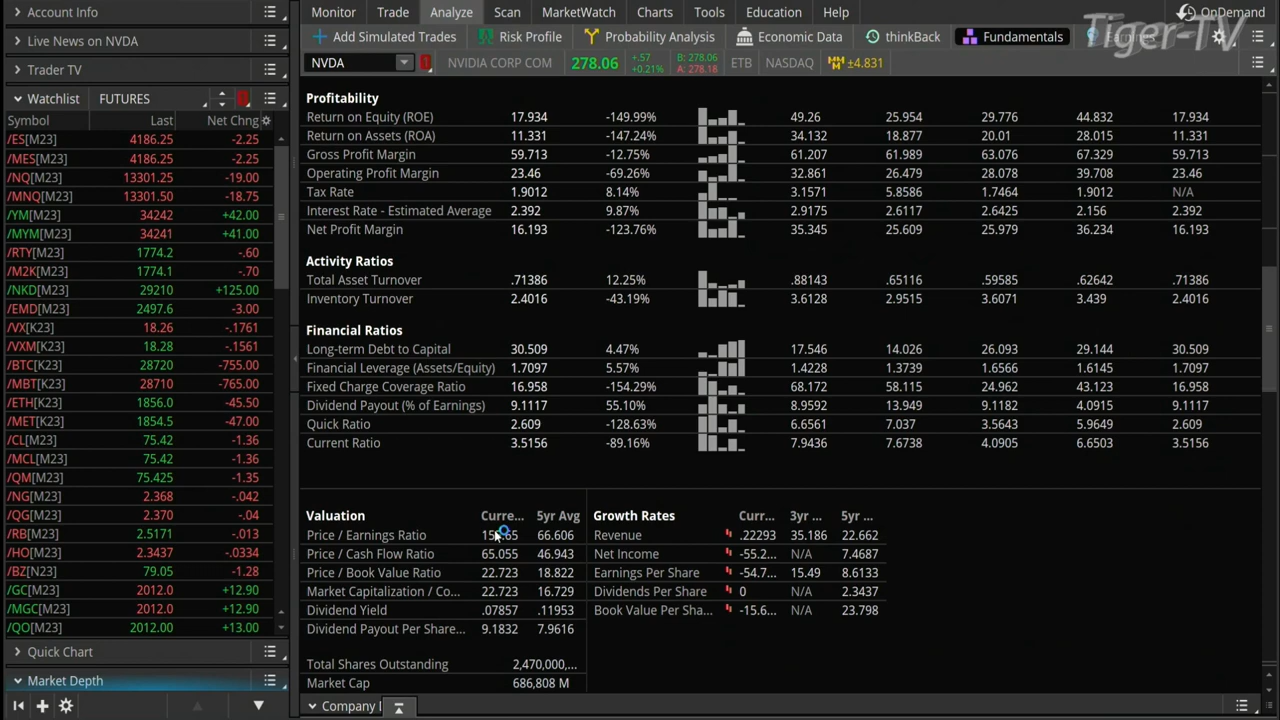 Account Info
Live News on NVDA
Trader TV
Watchlist FUTURES
Symbol Last Net Chng
/ES[M23] 4186.25 -2.25
/MES[M23] 4186.25 -2.25
/NQ[M23] 13301.25 -19.00
/MNQ[M23] 13301.50 -18.75
/YM[M23] 34242 +42.00
/MYM[M23] 34241 +41.00
/RTY[M23] 1774.2 -.60
/M2K[M23] 1774.1 -.70
/NKD[M23] 29210 +125.00
/EMD[M23] 2497.6 -3.00
/VX[K23] 18.26 -.1761
/VXM[K23] 18.28 -.1561
/BTC[K23] 28720 -755.00
/MBT[K23] 28710 -765.00
/ETH[K23] 1856.0 -45.50
/MET[K23] 1854.5 -47.00
/CL[M23] 75.42 -1.36
/MCL[M23] 75.42 -1.36
/QM[M23] 75.425 -1.35
/NG[M23] 2.368 -.042
/QG[M23] 2.370 -.04
/RB[M23] 2.5171 -.013
/HO[M23] 2.3437 -.0334
/BZ[N23] 79.05 -1.28
/GC[M23] 2012.0 +12.90
/MGC[M23] 2012.0 +12.90
/QO[M23] 2012.00 +13.00
Quick Chart
Market Depth
Monitor Trade Analyze Scan MarketWatch Charts Tools Education Help OnDemand
Tiger-TV
Add Simulated Trades Risk Profile Probability Analysis Economic Data thinkBack Fundamentals
NVDA NVIDIA CORP COM 278.06 +.57 +0.21% B: 278.06 A: 278.18 ETB NASDAQ ±4.831
Profitability
Return on Equity (ROE) 17.934 -149.99% 49.26 25.954 29.776 44.832 17.934
Return on Assets (ROA) 11.331 -147.24% 34.132 18.877 20.01 28.015 11.331
Gross Profit Margin 59.713 -12.75% 61.207 61.989 63.076 67.329 59.713
Operating Profit Margin 23.46 -69.26% 32.861 26.479 28.078 39.708 23.46
Tax Rate 1.9012 8.14% 3.1571 5.8586 1.7464 1.9012 N/A
Interest Rate - Estimated Average 2.392 9.87% 2.9175 2.6117 2.6425 2.156 2.392
Net Profit Margin 16.193 -123.76% 35.345 25.609 25.979 36.234 16.193
Activity Ratios
Total Asset Turnover .71386 12.25% .88143 .65116 .59585 .62642 .71386
Inventory Turnover 2.4016 -43.19% 3.6128 2.9515 3.6071 3.439 2.4016
Financial Ratios
Long-term Debt to Capital 30.509 4.47% 17.546 14.026 26.093 29.144 30.509
Financial Leverage (Assets/Equity) 1.7097 5.57% 1.4228 1.3739 1.6566 1.6145 1.7097
Fixed Charge Coverage Ratio 16.958 -154.29% 68.172 58.115 24.962 43.123 16.958
Dividend Payout (% of Earnings) 9.1117 55.10% 8.9592 13.949 9.1182 4.0915 9.1117
Quick Ratio 2.609 -128.63% 6.6561 7.037 3.5643 5.9649 2.609
Current Ratio 3.5156 -89.16% 7.9436 7.6738 4.0905 6.6503 3.5156
Valuation Curre... 5yr Avg
Price / Earnings Ratio 66.606
Price / Cash Flow Ratio 65.055 46.943
Price / Book Value Ratio 22.723 18.822
Market Capitalization / Co... 22.723 16.729
Dividend Yield .07857 .11953
Dividend Payout Per Share... 9.1832 7.9616
Total Shares Outstanding 2,470,000,...
Market Cap 686,808 M
Growth Rates Curr... 3yr ... 5yr ...
Revenue .22293 35.186 22.662
Net Income -55.2... N/A 7.4687
Earnings Per Share -54.7... 15.49 8.6133
Dividends Per Share 0 N/A 2.3437
Book Value Per Sha... -15.6... N/A 23.798
Company